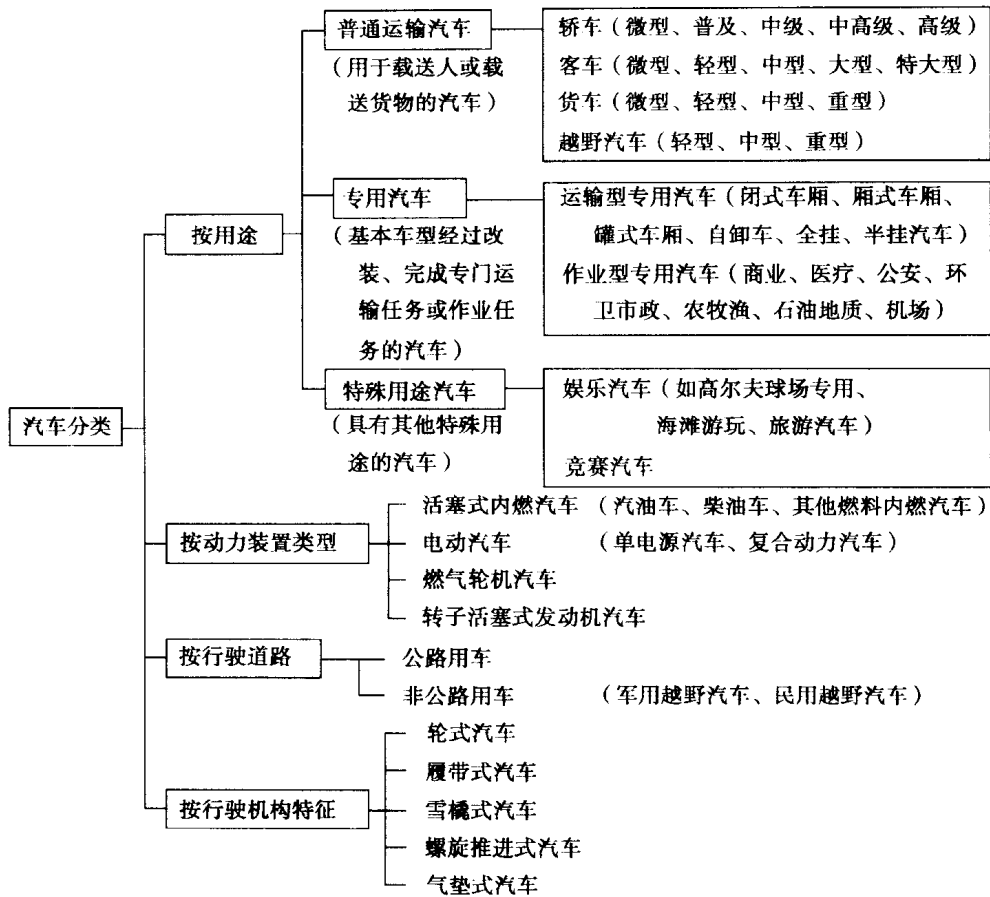 汽车分类
按用途
普通运输汽车
(用于载送人或载
送货物的汽车)
轿车(微型、普及、中级、中高级、高级)
客车(微型、轻型、中型、大型、特大型)
货车(微型、轻型、中型、重型)
越野汽车(轻型、中型、重型)
专用汽车
(基本车型经过改
装、完成专门运
输任务或作业任
务的汽车)
运输型专用汽车(闭式车厢、厢式车厢、
罐式车厢、自卸车、全挂、半挂汽车)
作业型专用汽车(商业、医疗、公安、环
卫市政、农牧渔、石油地质、机场)
特殊用途汽车
(具有其他特殊用
途的汽车)
娱乐汽车(如高尔夫球场专用、
海滩游玩、旅游汽车)
竞赛汽车
按动力装置类型
活塞式内燃汽车(汽油车、柴油车、其他燃料内燃汽车)
电动汽车(单电源汽车、复合动力汽车)
燃气轮机汽车
转子活塞式发动机汽车
按行驶道路
公路用车
非公路用车(军用越野汽车、民用越野汽车)
按行驶机构特征
轮式汽车
履带式汽车
雪橇式汽车
螺旋推进式汽车
气垫式汽车